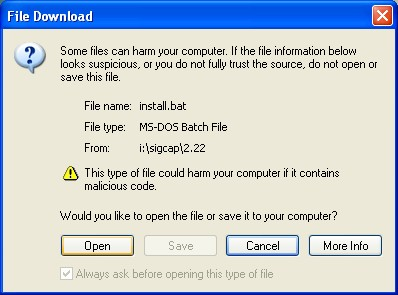 File Download
Some files can harm your computer. If the file information below
looks suspicious, or you do not fully trust the source, do not open or
save this file.
File name: install.bat
File type: MS-DOS Batch File
From: i:\sigcap\2.22
This type of file could harm your computer if it contains
malicious code.
Would you like to open the file or save it to your computer?
Open Save Cancel More Info
Always ask before opening this type of file